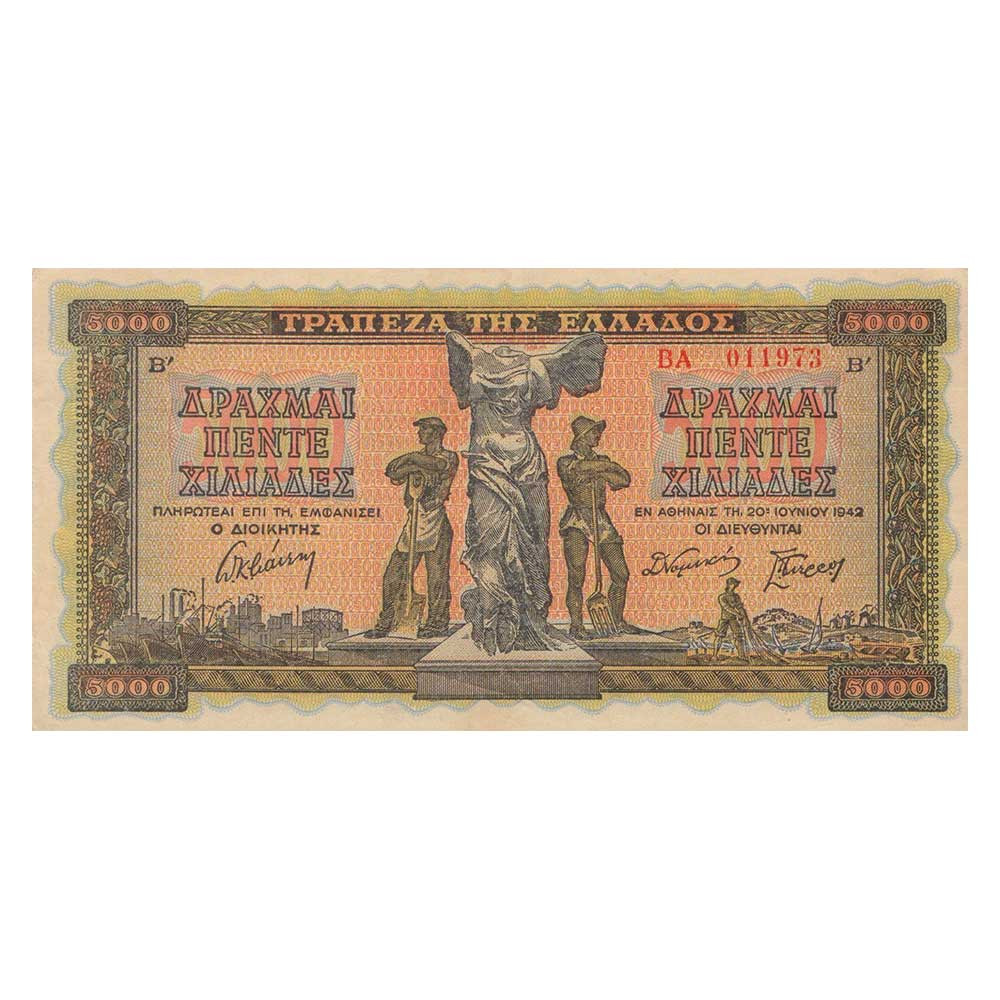 ΤΡΑΠΕΖΑ ΤΗΣ ΕΛΛΑΔΟΣ
5000
5000
Β' ΒΑ 011973 Β'
ΔΡΑΧΜΑΙ
ΠΕΝΤΕ
ΧΙΛΙΑΔΕΣ
ΠΛΗΡΩΤΕΑΙ ΕΠΙ ΤΗ, ΕΜΦΑΝΙΣΕΙ
Ο ΔΙΟΙΚΗΤΗΣ
ΔΡΑΧΜΑΙ
ΠΕΝΤΕ
ΧΙΛΙΑΔΕΣ
ΕΝ ΑΘΗΝΑΙΣ ΤΗ, 20ῌ ΙΟΥΝΙΟΥ 1942
ΟΙ ΔΙΕΥΘΥΝΤΑΙ
5000
5000